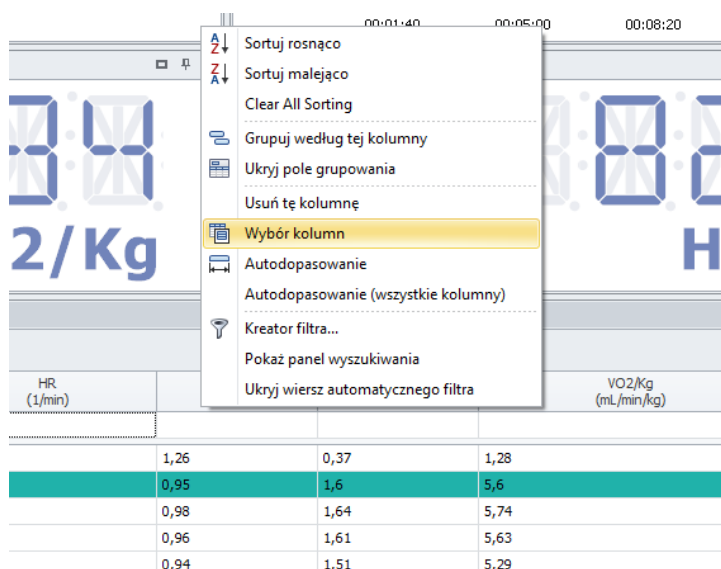 00:01:40 00:05:00 00:08:20
Sortuj rosnąco
Sortuj malejąco
Clear All Sorting
Grupuj według tej kolumny
Ukryj pole grupowania
Usuń tę kolumnę
Wybór kolumn
Autodopasowanie
Autodopasowanie (wszystkie kolumny)
Kreator filtra...
Pokaż panel wyszukiwania
Ukryj wiersz automatycznego filtra
2/Kg H
HR VO2/Kg
(1/min) (mL/min/kg)
1,26 0,37 1,28
0,95 1,6 5,6
0,98 1,64 5,74
0,96 1,61 5,63
0,94 1,51 5,29